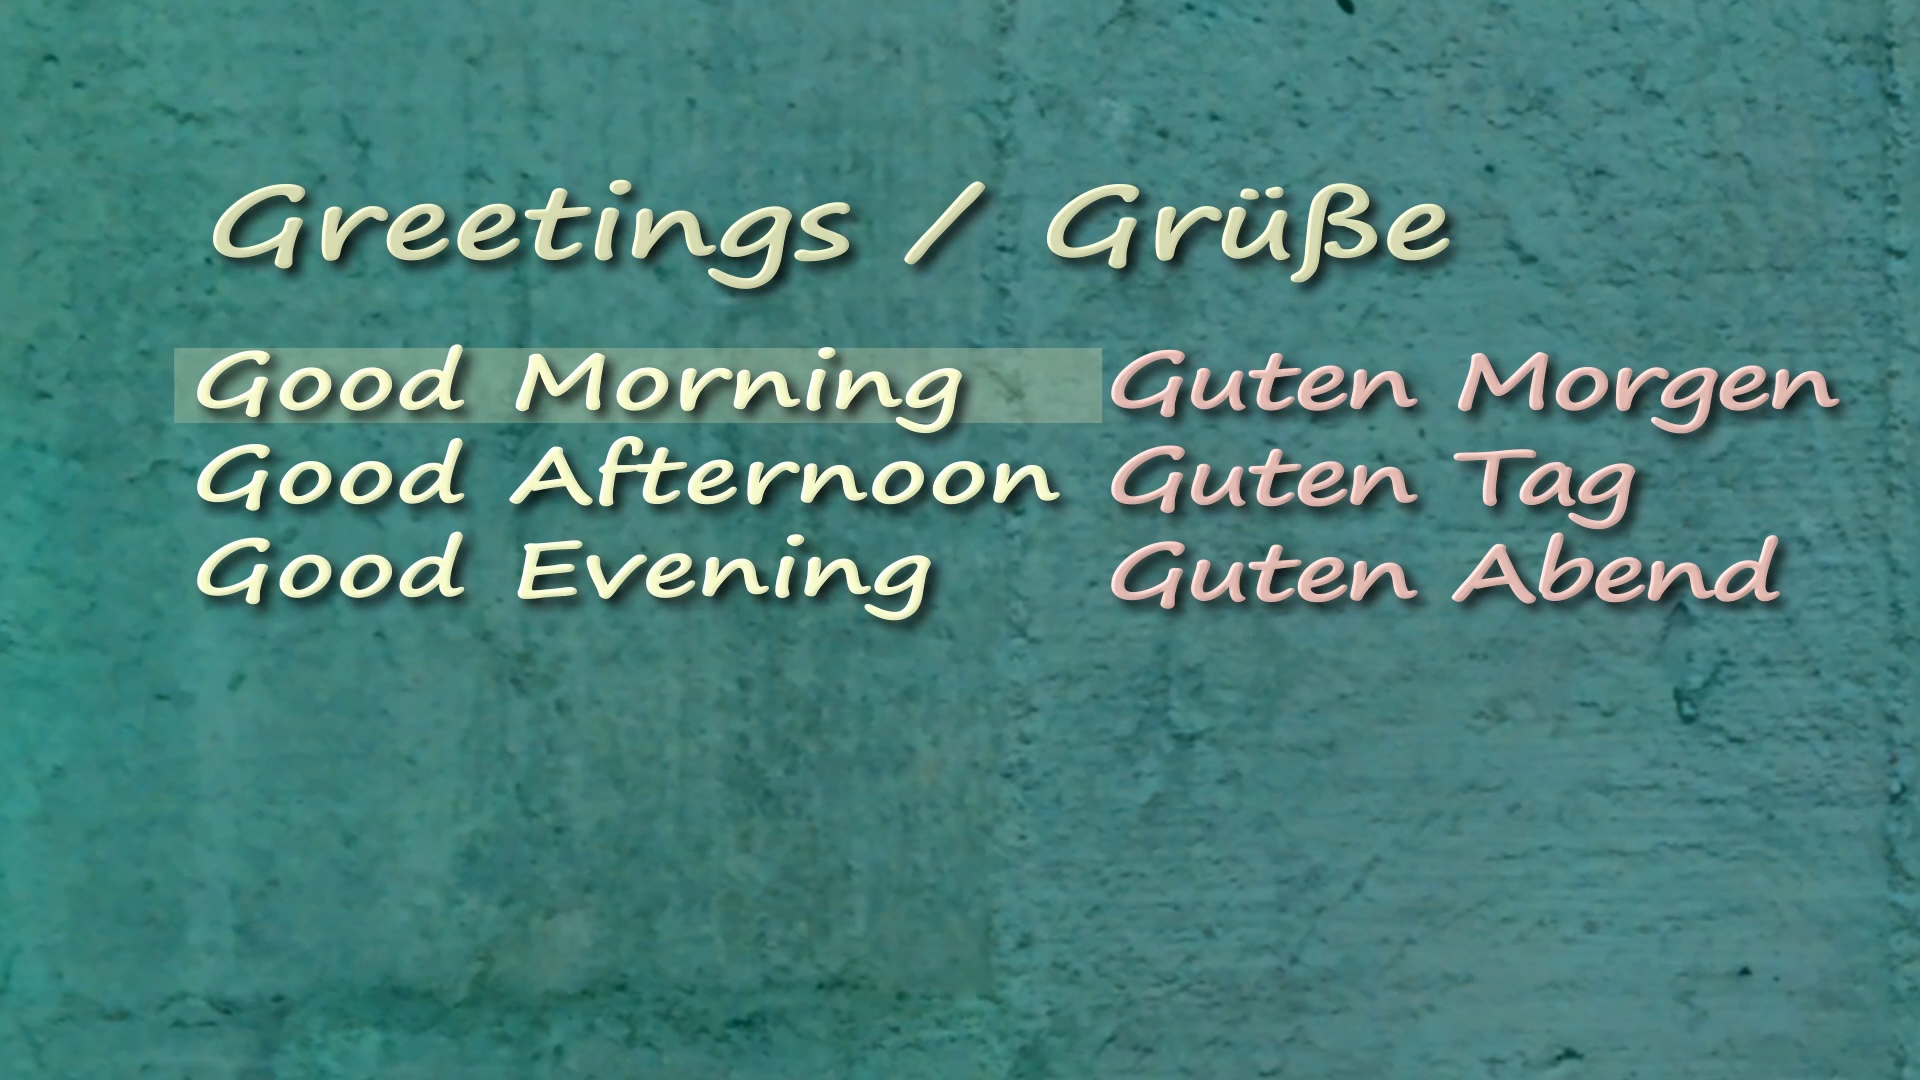 Greetings / Grüße
Good Morning Guten Morgen
Good Afternoon Guten Tag
Good Evening Guten Abend